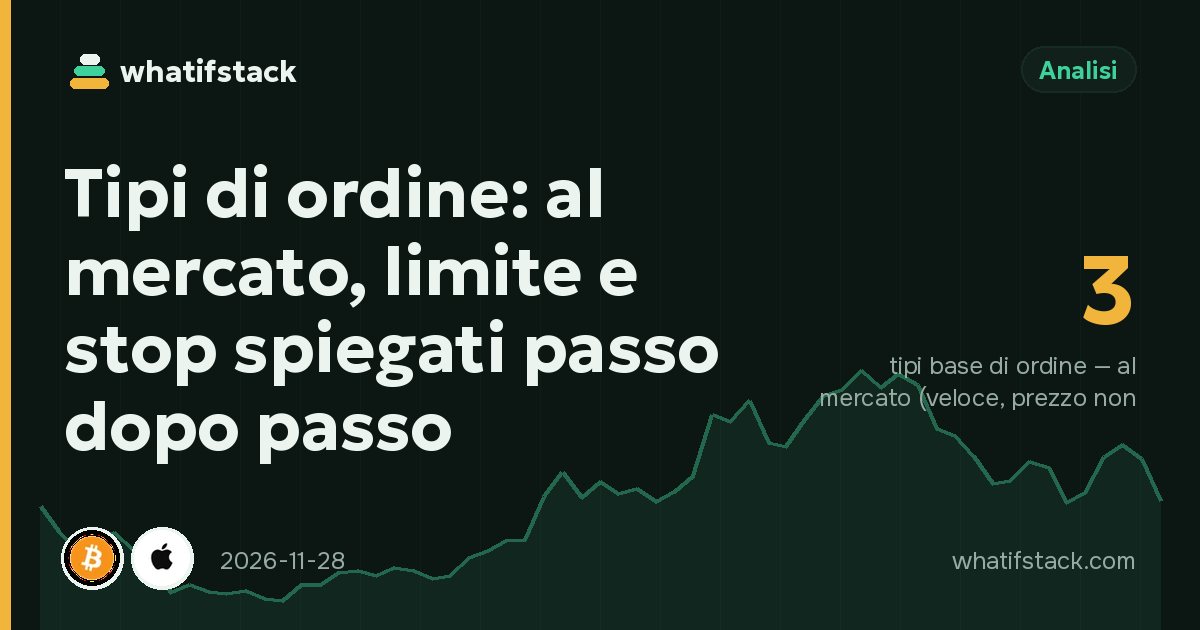 whatifstack
Analisi
Tipi di ordine: al
mercato, limite e
stop spiegati passo
dopo passo
3
tipi base di ordine — al
mercato (veloce, prezzo non
2026-11-28
whatifstack.com